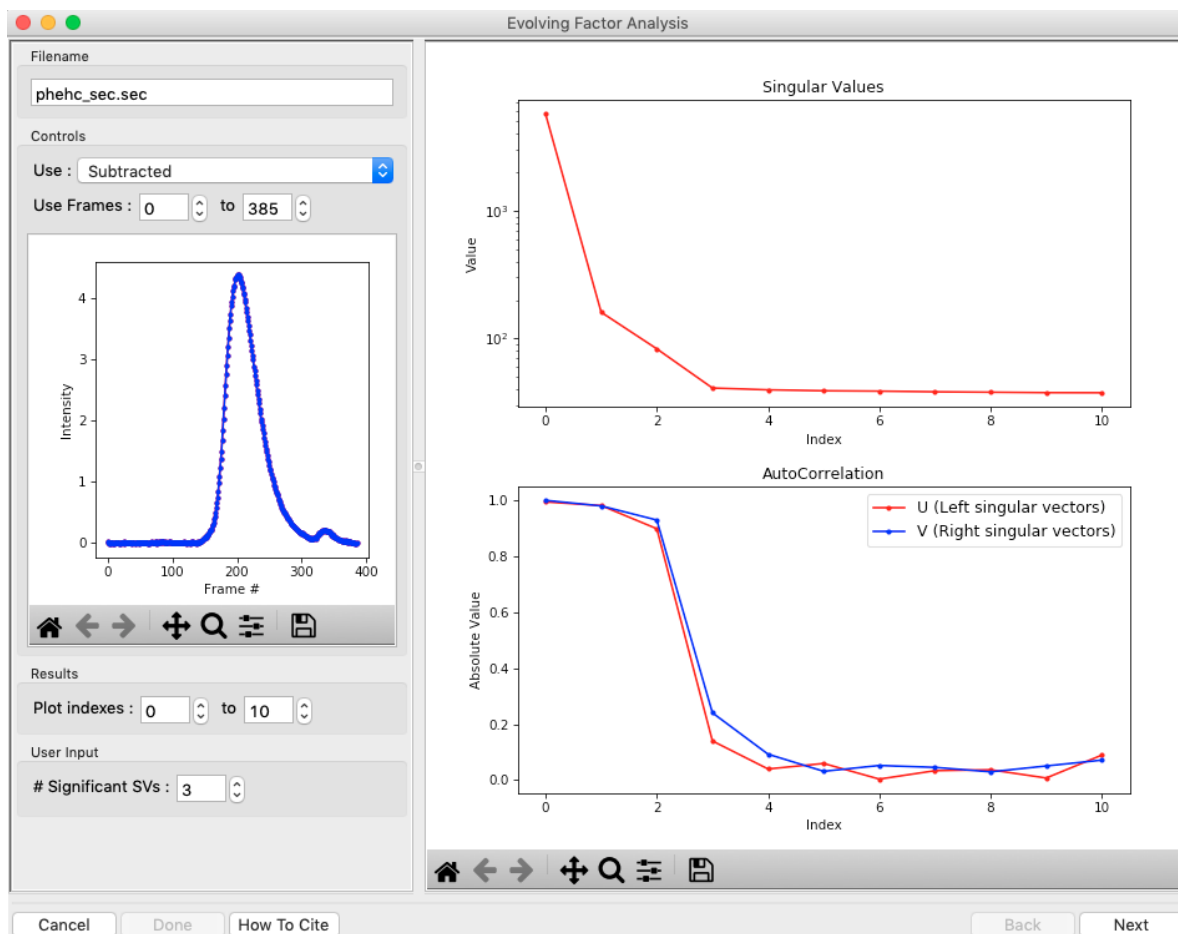 Evolving Factor Analysis
Filename
phehc_sec.sec
Controls
Use : Subtracted
Use Frames : 0 to 385
4
3
2
1
0
Intensity
0 100 200 300 400
Frame #
Results
Plot indexes : 0 to 10
User Input
# Significant SVs : 3
Singular Values
10³
10²
Value
0 2 4 6 8 10
Index
AutoCorrelation
U (Left singular vectors)
V (Right singular vectors)
1.0
0.8
0.6
0.4
0.2
0.0
Absolute Value
0 2 4 6 8 10
Index
Cancel Done How To Cite Back Next